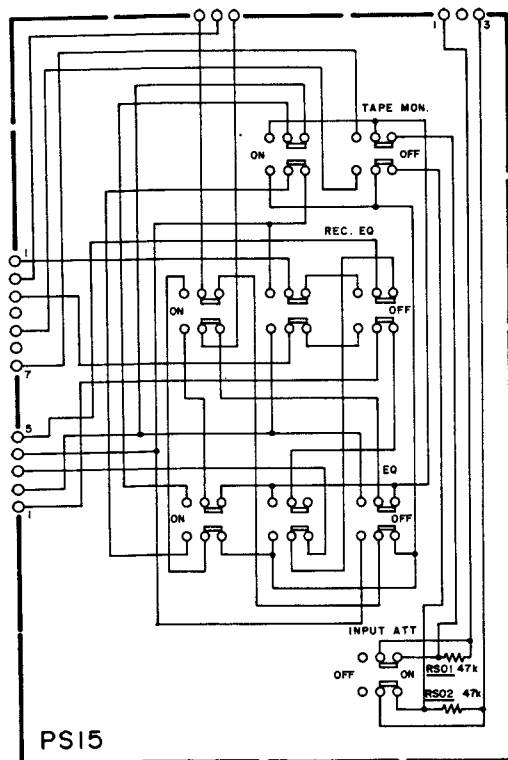 1 3
TAPE MON.
ON OFF
REC. EQ
1
ON OFF
7
5
EQ
1
ON OFF
INPUT ATT
OFF ON
RS01 47k
RS02 47k
PS15